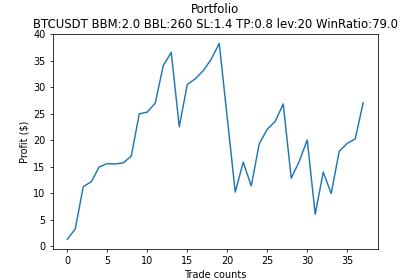 Portfolio
BTCUSDT BBM:2.0 BBL:260 SL:1.4 TP:0.8 lev:20 WinRatio:79.0
40
35
30
25
20
15
10
5
0
Profit ($)
0 5 10 15 20 25 30 35
Trade counts